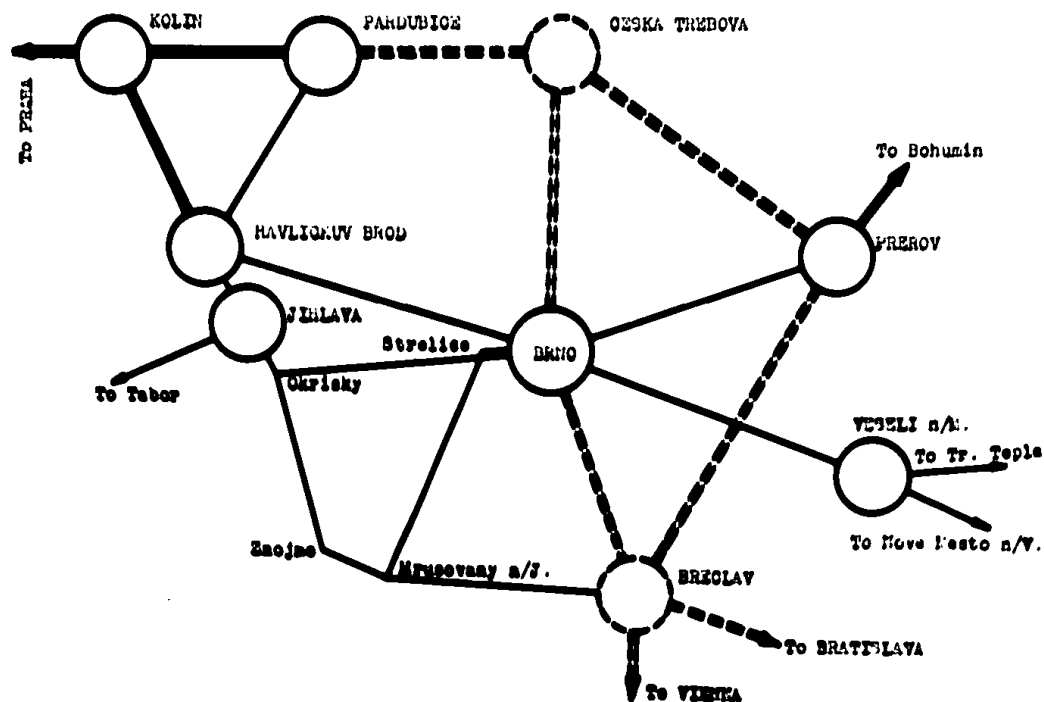 KOLIN
PARDUBICE
CESKA TREBOVA
To PRAHA
To Bohumin
HAVLICKUV BROD
PREROV
JIHLAVA
Strelice
BRNO
To Tabor
Okrisky
VESELI n/M.
To Tr. Tepla
To Nove Mesto n/V.
Znojmo
Hrusovany n/J.
BRECLAV
To BRATISLAVA
To VIENNA